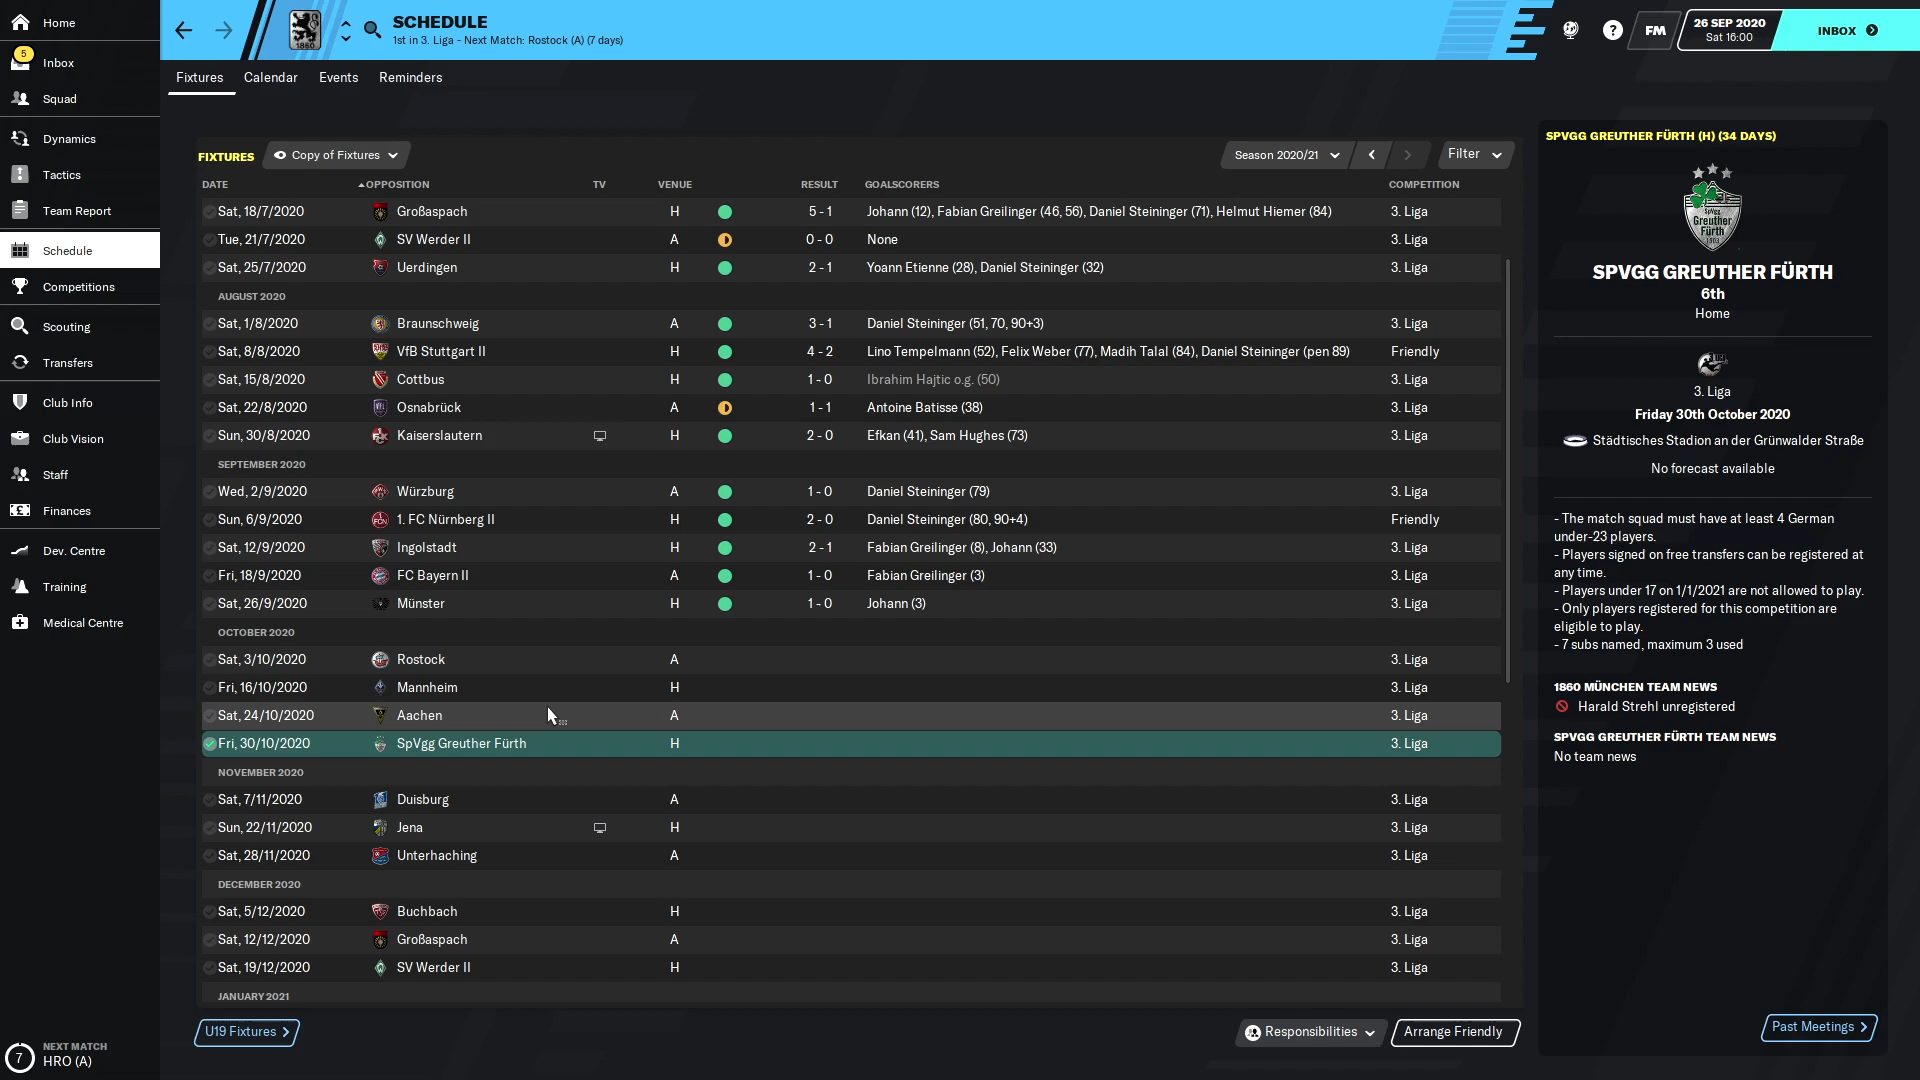 Home
SCHEDULE
1st in 3. Liga - Next Match: Rostock (A) (7 days)
FM
26 SEP 2020
Sat 16:00
INBOX
5
Inbox
Squad
Dynamics
Tactics
Team Report
Schedule
Competitions
Scouting
Transfers
Club Info
Club Vision
Staff
Finances
Dev. Centre
Training
Medical Centre
7
NEXT MATCH
HRO (A)
Fixtures Calendar Events Reminders
FIXTURES Copy of Fixtures Season 2020/21 Filter
DATE OPPOSITION TV VENUE RESULT GOALSCORERS COMPETITION
Sat, 18/7/2020 Großaspach H 5 - 1 Johann (12), Fabian Greilinger (46, 56), Daniel Steininger (71), Helmut Hiemer (84) 3. Liga
Tue, 21/7/2020 SV Werder II A 0 - 0 None 3. Liga
Sat, 25/7/2020 Uerdingen H 2 - 1 Yoann Etienne (28), Daniel Steininger (32) 3. Liga
AUGUST 2020
Sat, 1/8/2020 Braunschweig A 3 - 1 Daniel Steininger (51, 70, 90+3) 3. Liga
Sat, 8/8/2020 VfB Stuttgart II H 4 - 2 Lino Tempelmann (52), Felix Weber (77), Madih Talal (84), Daniel Steininger (pen 89) Friendly
Sat, 15/8/2020 Cottbus H 1 - 0 Ibrahim Hajtic o.g. (50) 3. Liga
Sat, 22/8/2020 Osnabrück A 1 - 1 Antoine Batisse (38) 3. Liga
Sun, 30/8/2020 Kaiserslautern H 2 - 0 Efkan (41), Sam Hughes (73) 3. Liga
SEPTEMBER 2020
Wed, 2/9/2020 Würzburg A 1 - 0 Daniel Steininger (79) 3. Liga
Sun, 6/9/2020 1. FC Nürnberg II H 2 - 0 Daniel Steininger (80, 90+4) Friendly
Sat, 12/9/2020 Ingolstadt H 2 - 1 Fabian Greilinger (8), Johann (33) 3. Liga
Fri, 18/9/2020 FC Bayern II A 1 - 0 Fabian Greilinger (3) 3. Liga
Sat, 26/9/2020 Münster H 1 - 0 Johann (3) 3. Liga
OCTOBER 2020
Sat, 3/10/2020 Rostock A 3. Liga
Fri, 16/10/2020 Mannheim H 3. Liga
Sat, 24/10/2020 Aachen A 3. Liga
Fri, 30/10/2020 SpVgg Greuther Fürth H 3. Liga
NOVEMBER 2020
Sat, 7/11/2020 Duisburg A 3. Liga
Sun, 22/11/2020 Jena H 3. Liga
Sat, 28/11/2020 Unterhaching A 3. Liga
DECEMBER 2020
Sat, 5/12/2020 Buchbach H 3. Liga
Sat, 12/12/2020 Großaspach A 3. Liga
Sat, 19/12/2020 SV Werder II H 3. Liga
JANUARY 2021
U19 Fixtures Responsibilities Arrange Friendly
SPVGG GREUTHER FÜRTH (H) (34 DAYS)
SpVgg
Greuther
Fürth
1903
SPVGG GREUTHER FÜRTH
6th
Home
3. Liga
Friday 30th October 2020
Städtisches Stadion an der Grünwalder Straße
No forecast available
- The match squad must have at least 4 German
under-23 players.
- Players signed on free transfers can be registered at
any time.
- Players under 17 on 1/1/2021 are not allowed to play.
- Only players registered for this competition are
eligible to play.
- 7 subs named, maximum 3 used
1860 MÜNCHEN TEAM NEWS
Harald Strehl unregistered
SPVGG GREUTHER FÜRTH TEAM NEWS
No team news
Past Meetings